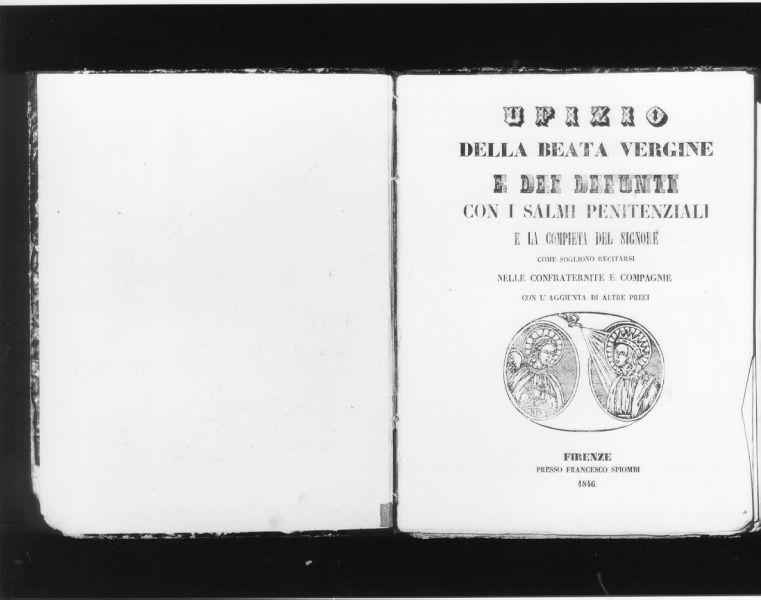 UFIZIO
DELLA BEATA VERGINE
E DEI DEFUNTI
CON I SALMI PENITENZIALI
E LA COMPIETA DEL SIGNORE
COME SOGLIONO RECITARSI
NELLE CONFRATERNITE E COMPAGNIE
CON L' AGGIUNTA DI ALTRE PRECI
FIRENZE
PRESSO FRANCESCO SPIOMBI
1846.